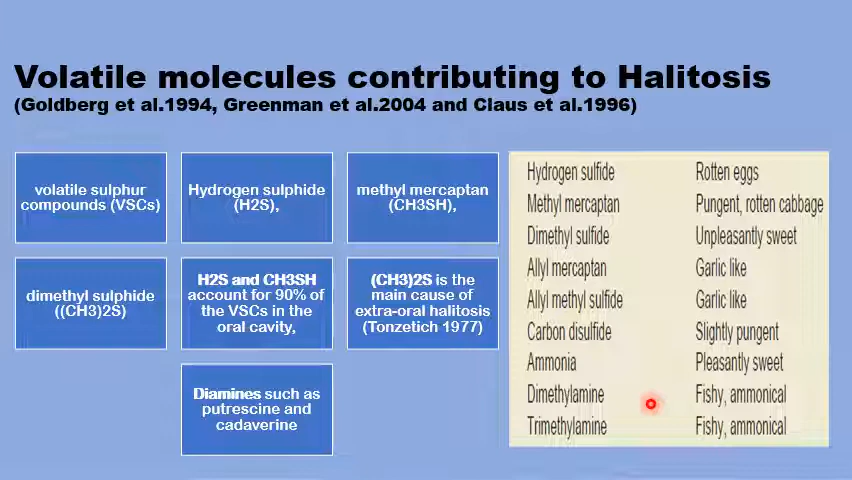 Volatile molecules contributing to Halitosis
(Goldberg et al.1994, Greenman et al.2004 and Claus et al.1996)
volatile sulphur
compounds (VSCs)
Hydrogen sulphide
(H2S),
methyl mercaptan
(CH3SH),
dimethyl sulphide
((CH3)2S)
H2S and CH3SH
account for 90% of
the VSCs in the
oral cavity,
(CH3)2S is the
main cause of
extra-oral halitosis
(Tonzetich 1977)
Diamines such as
putrescine and
cadaverine
Hydrogen sulfide Rotten eggs
Methyl mercaptan Pungent, rotten cabbage
Dimethyl sulfide Unpleasantly sweet
Allyl mercaptan Garlic like
Allyl methyl sulfide Garlic like
Carbon disulfide Slightly pungent
Ammonia Pleasantly sweet
Dimethylamine Fishy, ammonical
Trimethylamine Fishy, ammonical